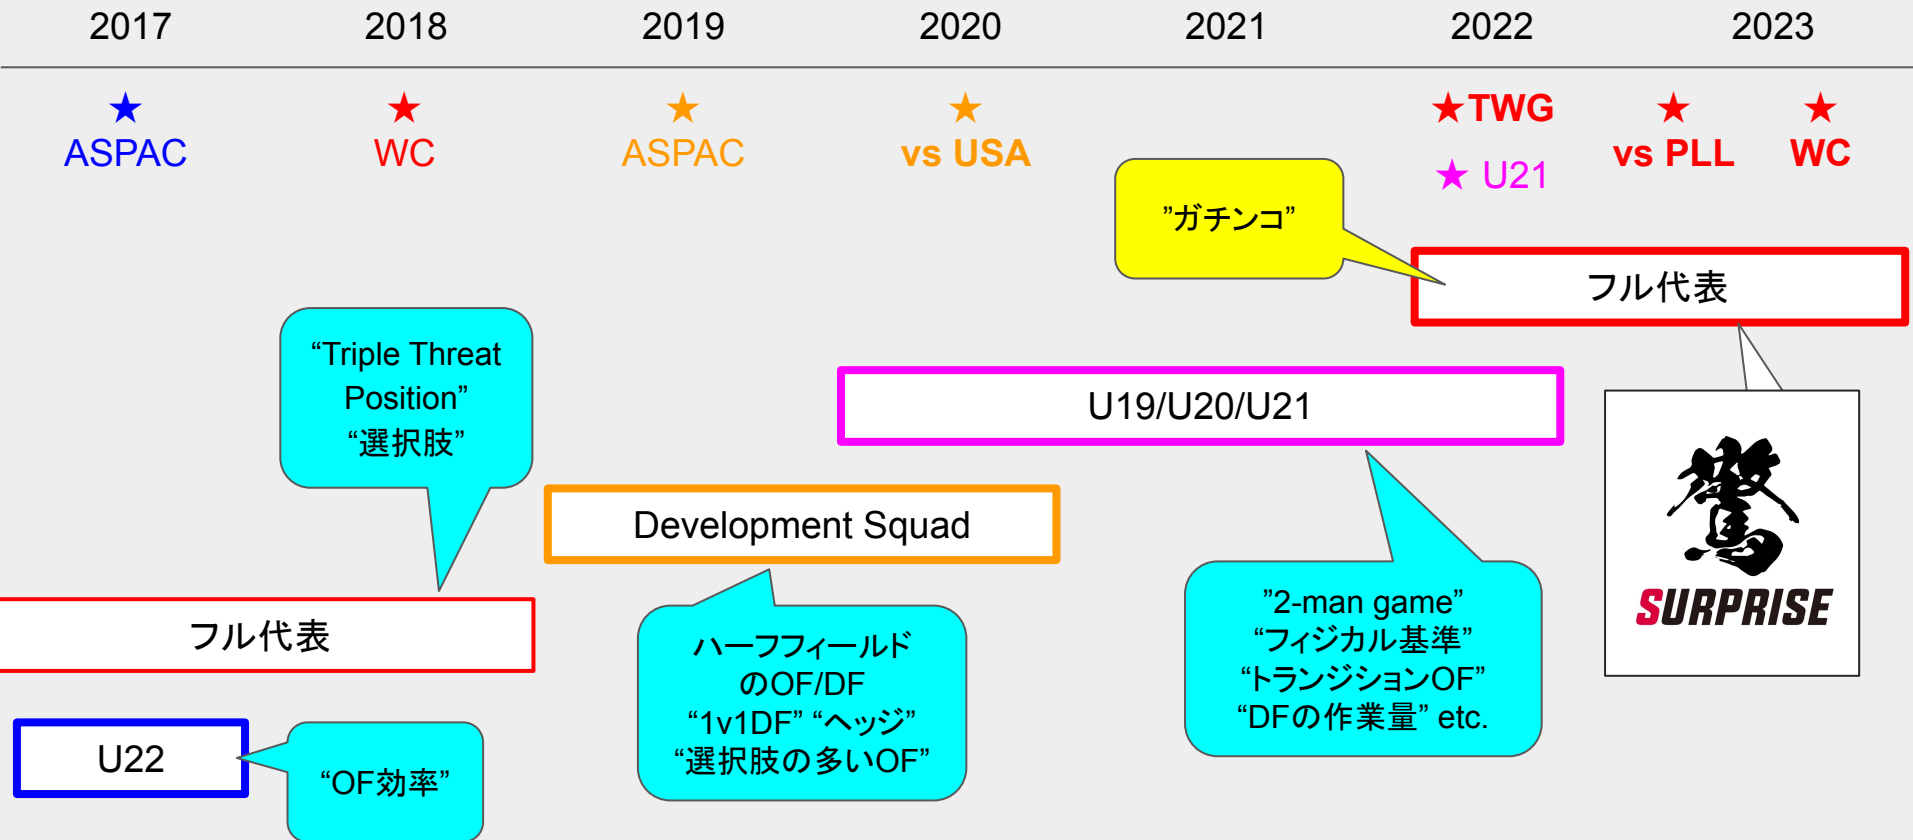 2017 2018 2019 2020 2021 2022 2023
★ ★ ★ ★ ★TWG ★ ★
ASPAC WC ASPAC vs USA vs PLL WC
★ U21
”ガチンコ”
フル代表
“Triple Threat
Position”
“選択肢”
U19/U20/U21
Development Squad
驚
SURPRISE
フル代表
ハーフフィールド
のOF/DF
“1v1DF” “ヘッジ”
“選択肢の多いOF”
”2-man game”
“フィジカル基準”
“トランジションOF”
“DFの作業量” etc.
U22
“OF効率”